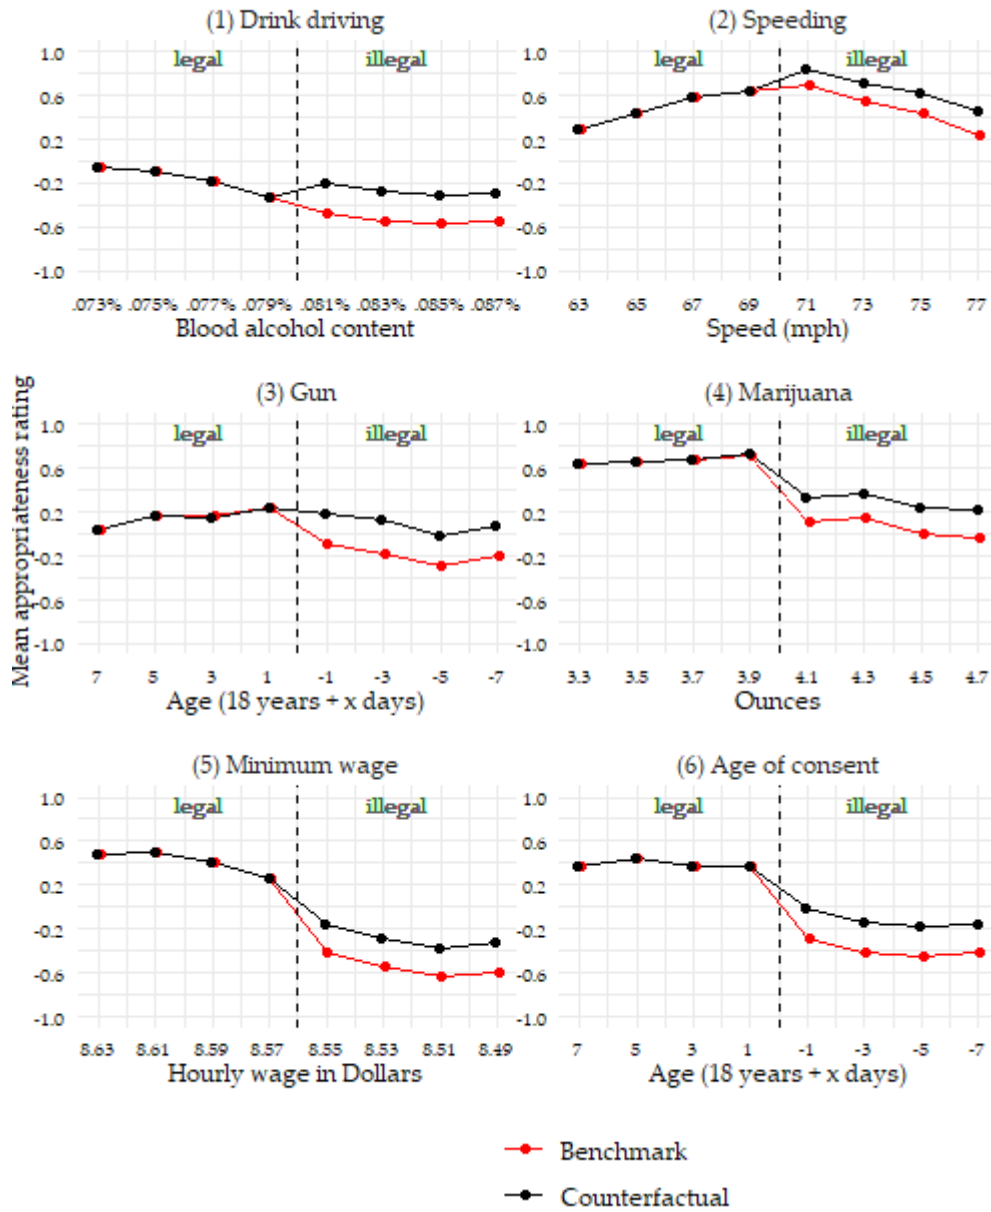 (1) Drink driving
(2) Speeding
legal illegal
legal illegal
1.0
0.6
0.2
-0.2
-0.6
-1.0
1.0
0.6
0.2
-0.2
-0.6
-1.0
.073% .075% .077% .079% .081% .083% .085% .087%
63 65 67 69 71 73 75 77
Blood alcohol content
Speed (mph)
Mean appropriateness rating
(3) Gun
(4) Marijuana
legal illegal
legal illegal
1.0
0.6
0.2
-0.2
-0.6
-1.0
1.0
0.6
0.2
-0.2
-0.6
-1.0
7 5 3 1 -1 -3 -5 -7
3.3 3.5 3.7 3.9 4.1 4.3 4.5 4.7
Age (18 years + x days)
Ounces
(5) Minimum wage
(6) Age of consent
legal illegal
legal illegal
1.0
0.6
0.2
-0.2
-0.6
-1.0
1.0
0.6
0.2
-0.2
-0.6
-1.0
8.63 8.61 8.59 8.57 8.55 8.53 8.51 8.49
7 5 3 1 -1 -3 -5 -7
Hourly wage in Dollars
Age (18 years + x days)
Benchmark
Counterfactual